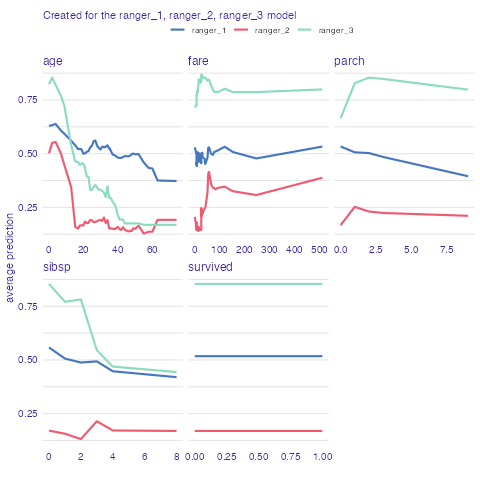 Created for the ranger_1, ranger_2, ranger_3 model
ranger_1 ranger_2 ranger_3
age fare parch
0.75
0.50
0.25
0 20 40 60 0 100 200 300 400 500 0.0 2.5 5.0 7.5
average prediction
sibsp survived
0.75
0.50
0.25
0 2 4 6 8 0.00 0.25 0.50 0.75 1.00